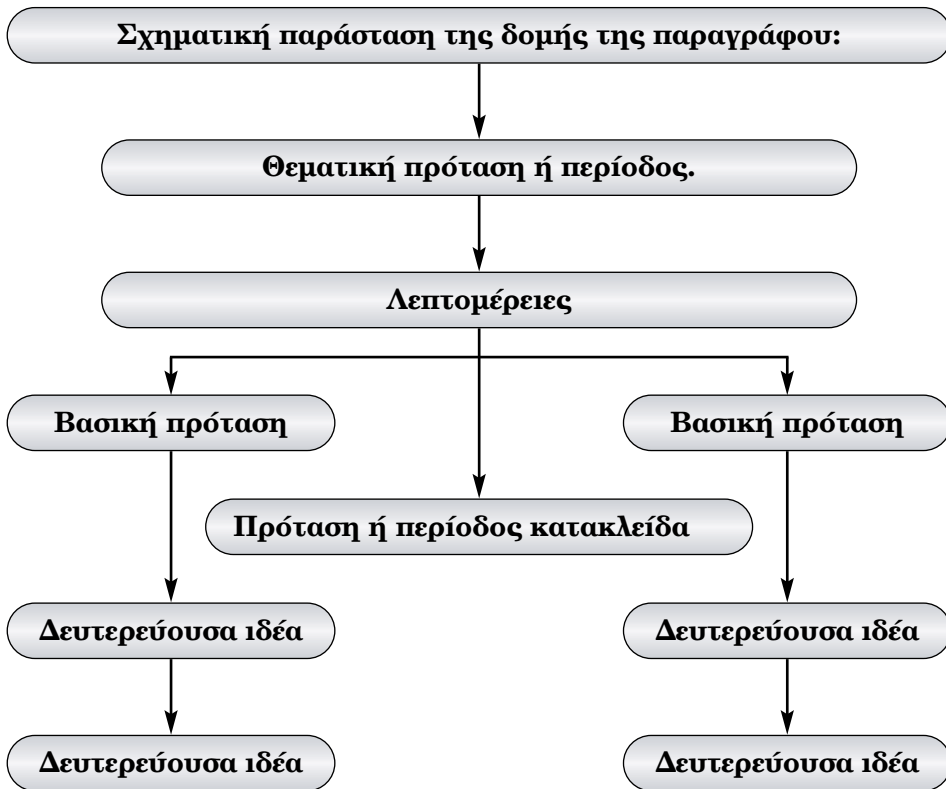 Σχηματική παράσταση της δομής της παραγράφου:
Θεματική πρόταση ή περίοδος.
Λεπτομέρειες
Βασική πρόταση
Βασική πρόταση
Πρόταση ή περίοδος κατακλείδα
Δευτερεύουσα ιδέα
Δευτερεύουσα ιδέα
Δευτερεύουσα ιδέα
Δευτερεύουσα ιδέα